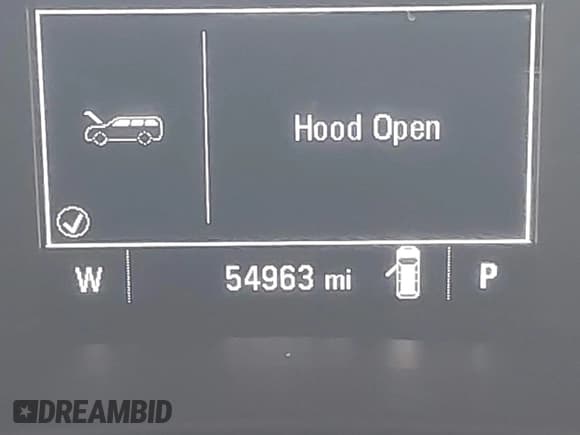 Hood Open
W 54963 mi P
DREAMBID